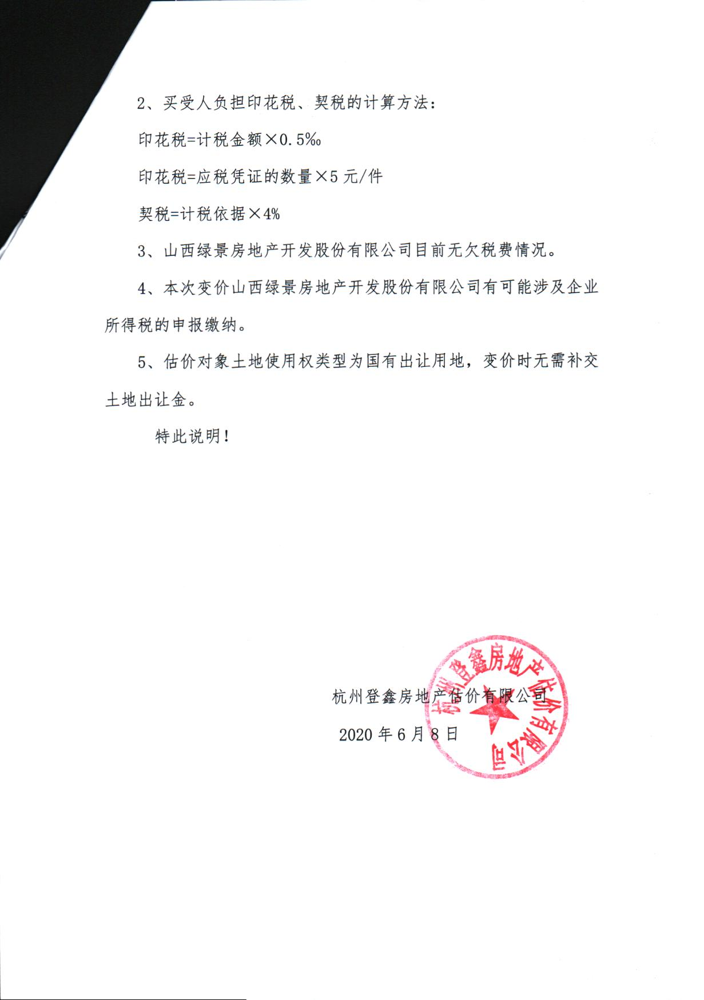 2、买受人负担印花税、契税的计算方法：
印花税=计税金额×0.5‰
印花税=应税凭证的数量×5元/件
契税=计税依据×4%
3、山西绿景房地产开发股份有限公司目前无欠税费情况。
4、本次变价山西绿景房地产开发股份有限公司有可能涉及企业
所得税的申报缴纳。
5、估价对象土地使用权类型为国有出让用地，变价时无需补交
土地出让金。
特此说明！
杭州登鑫房地产估价有限公司
2020年6月8日
杭州登鑫房地产估价有限公司